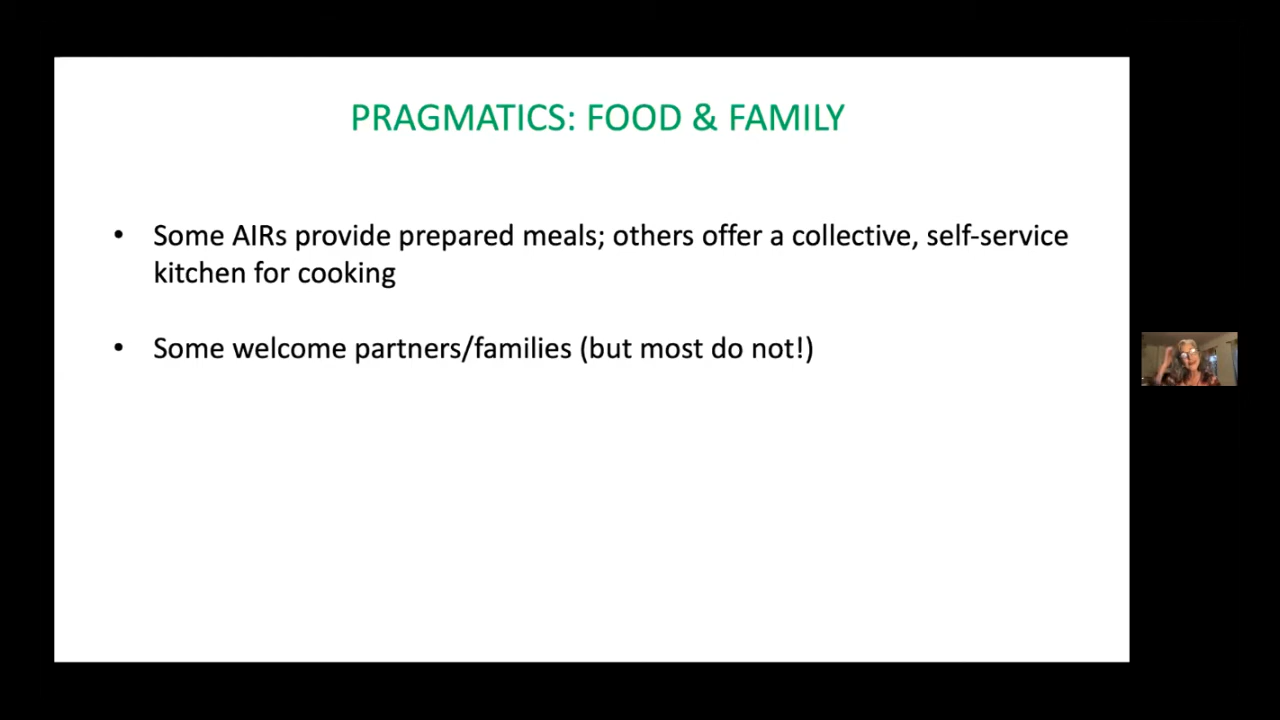 PRAGMATICS: FOOD & FAMILY
• Some AIRs provide prepared meals; others offer a collective, self-service
kitchen for cooking
• Some welcome partners/families (but most do not!)